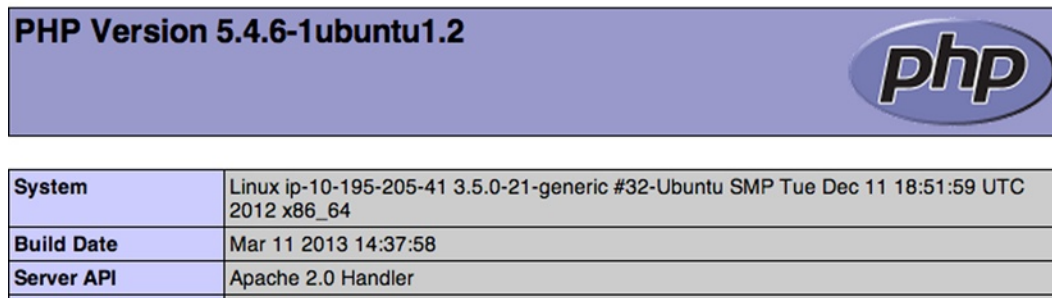 PHP Version 5.4.6-1ubuntu1.2
php
System Linux ip-10-195-205-41 3.5.0-21-generic #32-Ubuntu SMP Tue Dec 11 18:51:59 UTC
2012 x86_64
Build Date Mar 11 2013 14:37:58
Server API Apache 2.0 Handler